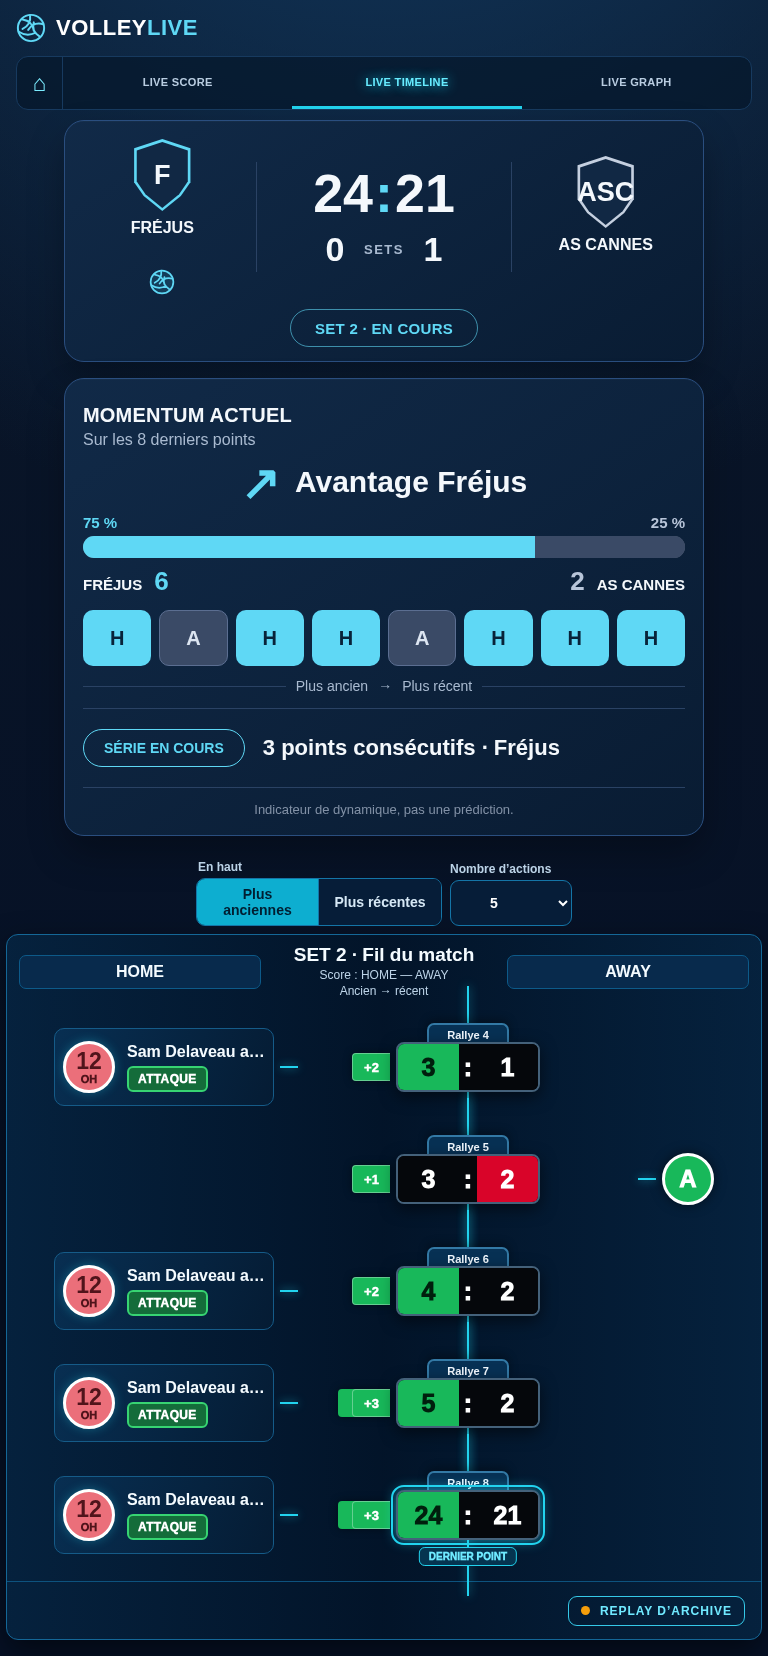 VOLLEYLIVE
⌂ LIVE SCORE LIVE TIMELINE LIVE GRAPH
F
FRÉJUS
24:21
0 SETS 1
ASC
AS CANNES
SET 2 · EN COURS
MOMENTUM ACTUEL
Sur les 8 derniers points
↗ Avantage Fréjus
75 % 25 %
FRÉJUS 6 2 AS CANNES
H A H H A H H H
Plus ancien → Plus récent
SÉRIE EN COURS 3 points consécutifs · Fréjus
Indicateur de dynamique, pas une prédiction.
En haut
Plus anciennes
Plus récentes
Nombre d’actions
5
HOME
SET 2 · Fil du match
Score : HOME — AWAY
Ancien → récent
AWAY
Rallye 4
12
OH
Sam Delaveau a…
ATTAQUE
+2
3 : 1
Rallye 5
+1
3 : 2
A
Rallye 6
12
OH
Sam Delaveau a…
ATTAQUE
+2
4 : 2
Rallye 7
12
OH
Sam Delaveau a…
ATTAQUE
+3
5 : 2
Rallye 8
12
OH
Sam Delaveau a…
ATTAQUE
+3
24 : 21
DERNIER POINT
REPLAY D’ARCHIVE